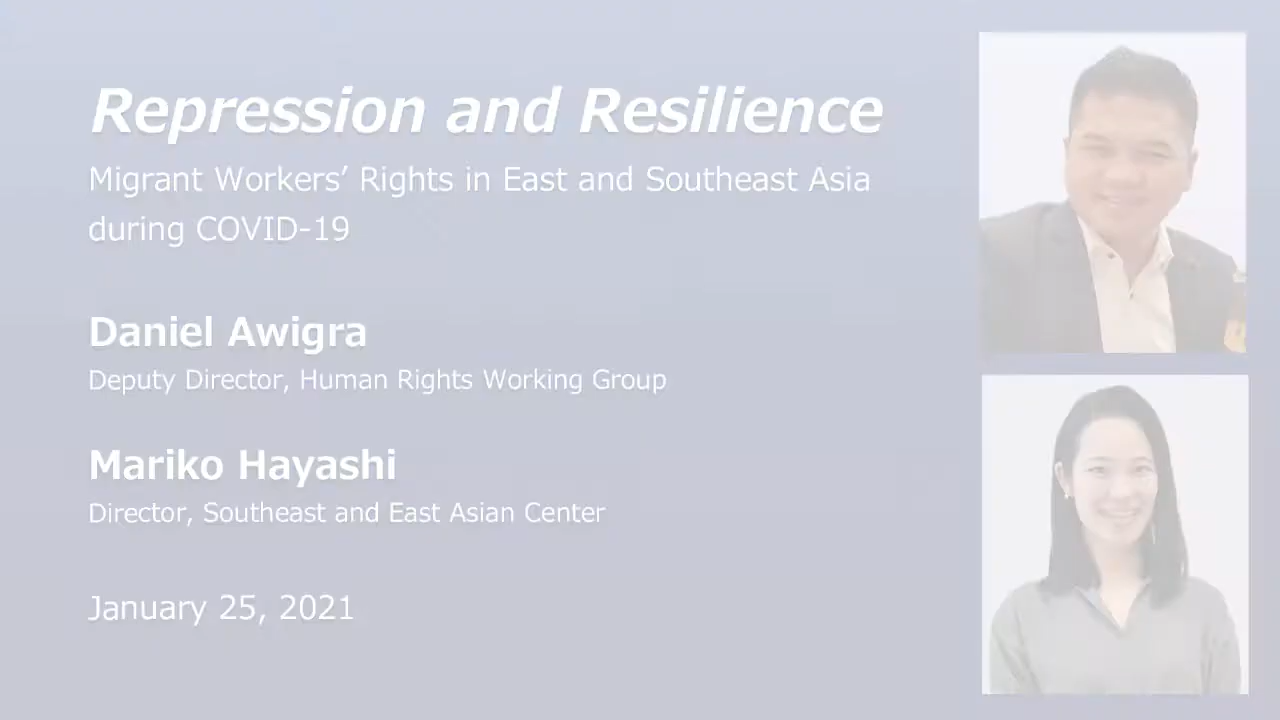 Repression and Resilience
Migrant Workers’ Rights in East and Southeast Asia
during COVID-19
Daniel Awigra
Deputy Director, Human Rights Working Group
Mariko Hayashi
Director, Southeast and East Asian Center
January 25, 2021